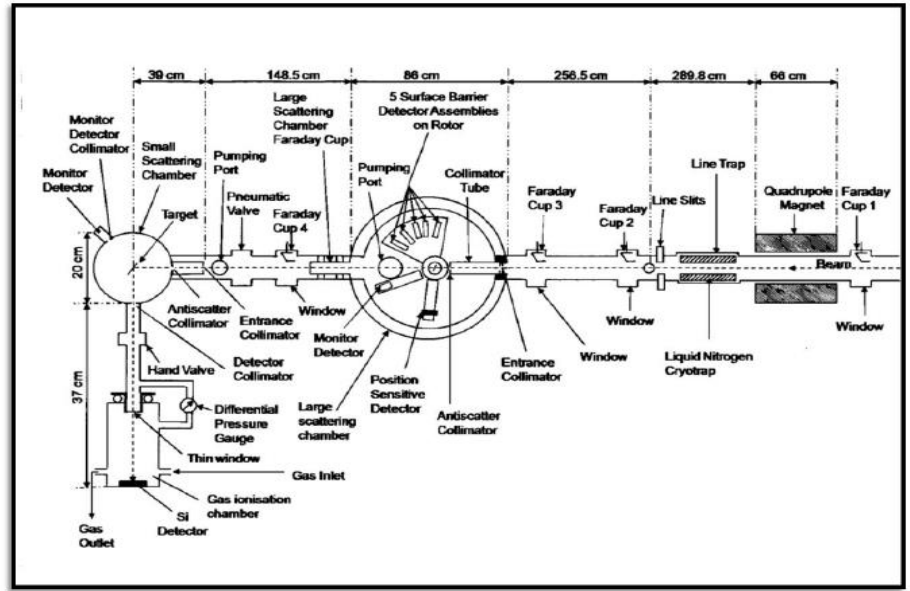 39 cm
148.5 cm
86 cm
256.5 cm
289.8 cm
66 cm
Monitor
Detector
Collimator
Monitor
Detector
Small
Scattering
Chamber
Target
Pumping
Port
Pneumatic
Valve
Large
Scattering
Chamber
Faraday Cup
Faraday
Cup 4
5 Surface Barrier
Detector Assemblies
on Rotor
Pumping
Port
Collimator
Tube
Faraday
Cup 3
Faraday
Cup 2
Line Slits
Line Trap
Quadrupole
Magnet
Faraday
Cup 1
Beam
20 cm
37 cm
Antiscatter
Collimator
Entrance
Collimator
Window
Monitor
Detector
Entrance
Collimator
Window
Window
Liquid Nitrogen
Cryotrap
Window
Hand Valve
Detector
Collimator
Large
scattering
chamber
Position
Sensitive
Detector
Antiscatter
Collimator
Differential
Pressure
Gauge
Thin window
Gas Inlet
Gas ionisation
chamber
Si
Detector
Gas
Outlet